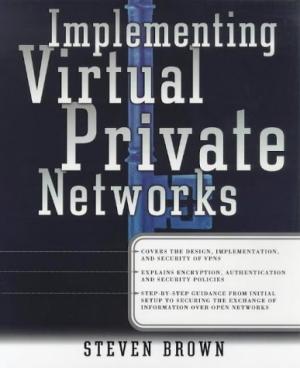 Implementing
Virtual
Private
Networks
COVERS THE DESIGN, IMPLEMENTATION,
AND SECURITY OF VPNS
EXPLAINS ENCRYPTION, AUTHENTICATION
AND SECURITY POLICIES
STEP-BY-STEP GUIDANCE FROM INITIAL
SETUP TO SECURING THE EXCHANGE OF
INFORMATION OVER OPEN NETWORKS
STEVEN BROWN